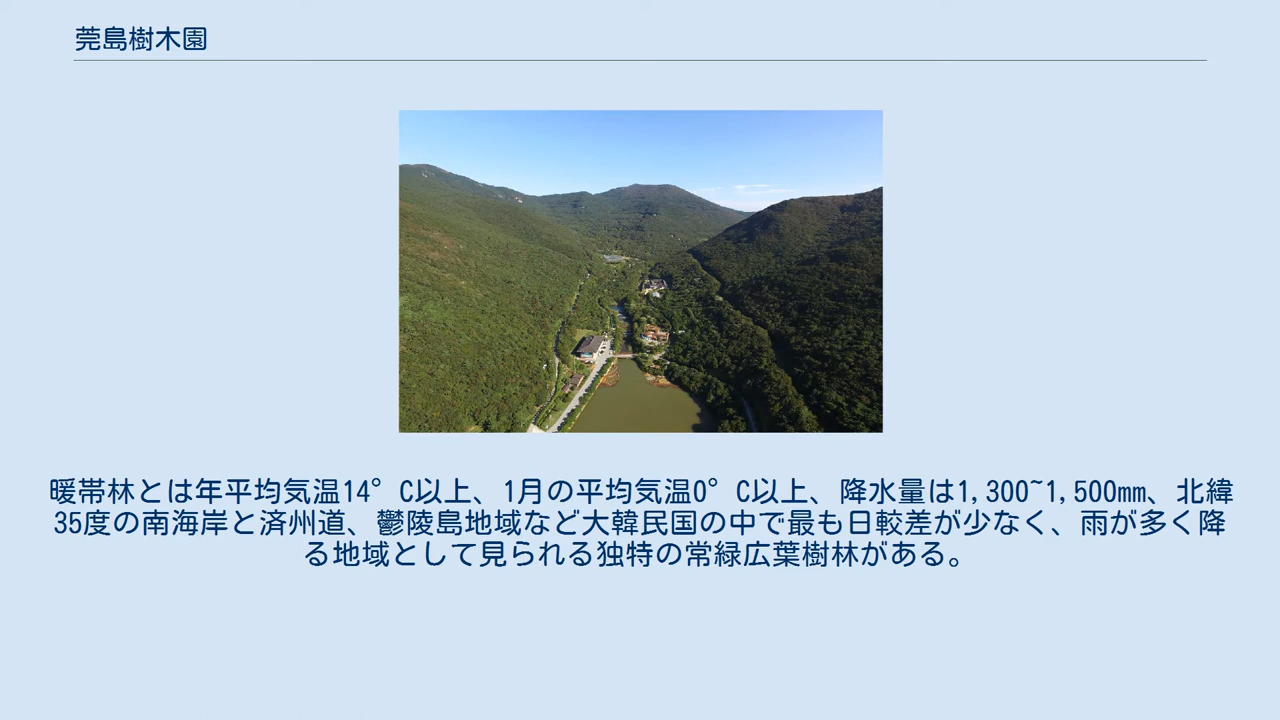 莞島樹木園
暖帯林とは年平均気温14°C以上、1月の平均気温0°C以上、降水量は1,300~1,500mm、北緯
35度の南海岸と済州道、鬱陵島地域など大韓民国の中で最も日較差が少なく、雨が多く降
る地域として見られる独特の常緑広葉樹林がある。